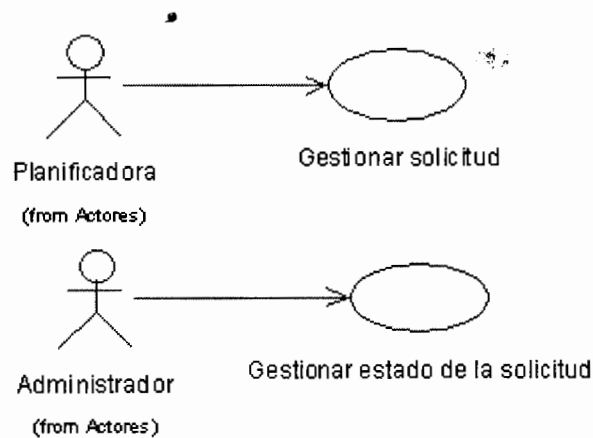 Gestionar solicitud
Planificadora
(from Actores)
Gestionar estado de la solicitud
Administrador
(from Actores)